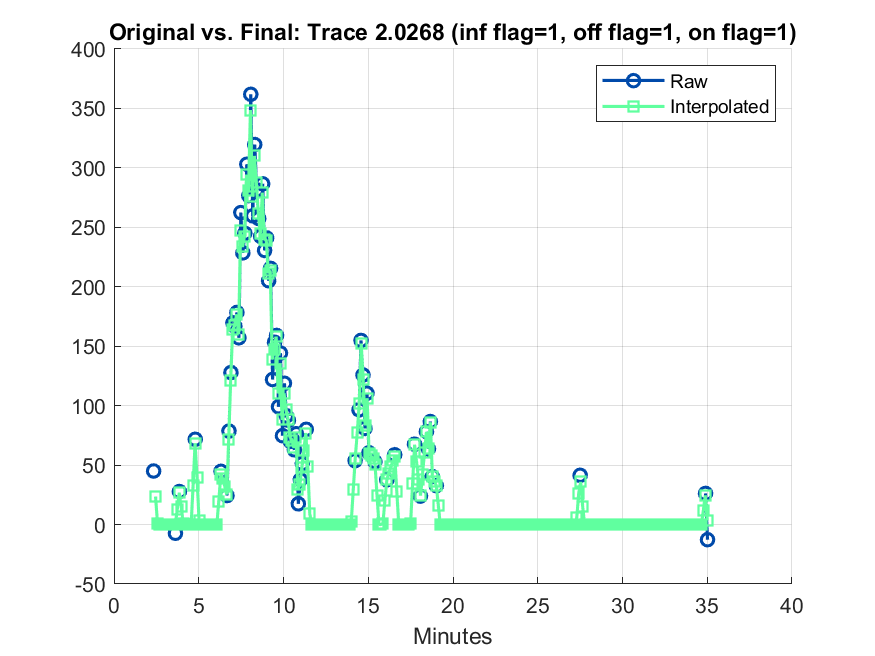 Original vs. Final: Trace 2.0268 (inf flag=1, off flag=1, on flag=1)
400
350
300
250
200
150
100
50
0
-50
Raw
Interpolated
0 5 10 15 20 25 30 35 40
Minutes